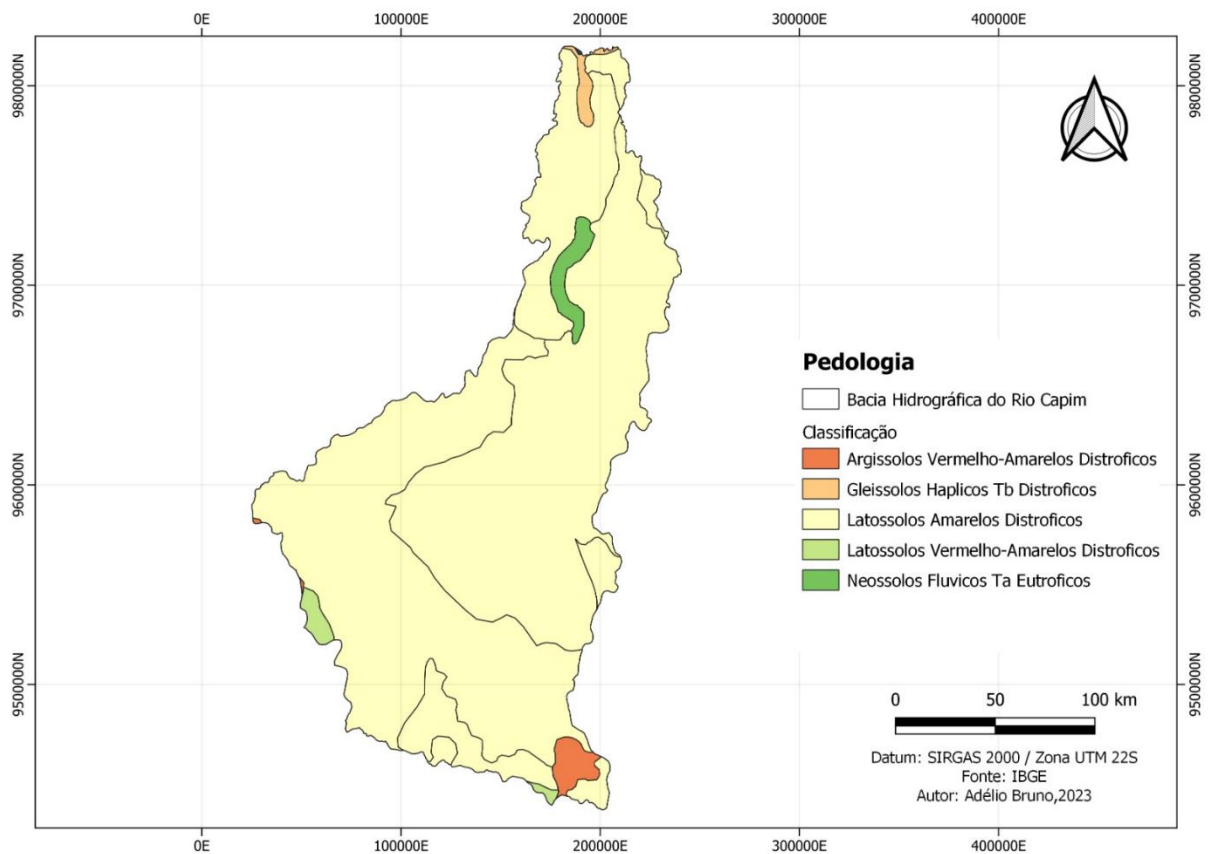 0E 100000E 200000E 300000E 400000E
9800000N 9800000N
9700000N 9700000N
9600000N 9600000N
9500000N 9500000N
Pedologia
Bacia Hidrográfica do Rio Capim
Classificação
Argissolos Vermelho-Amarelos Distroficos
Gleissolos Haplicos Tb Distroficos
Latossolos Amarelos Distroficos
Latossolos Vermelho-Amarelos Distroficos
Neossolos Fluvicos Ta Eutroficos
0 50 100 km
Datum: SIRGAS 2000 / Zona UTM 22S
Fonte: IBGE
Autor: Adélio Bruno,2023
0E 100000E 200000E 300000E 400000E